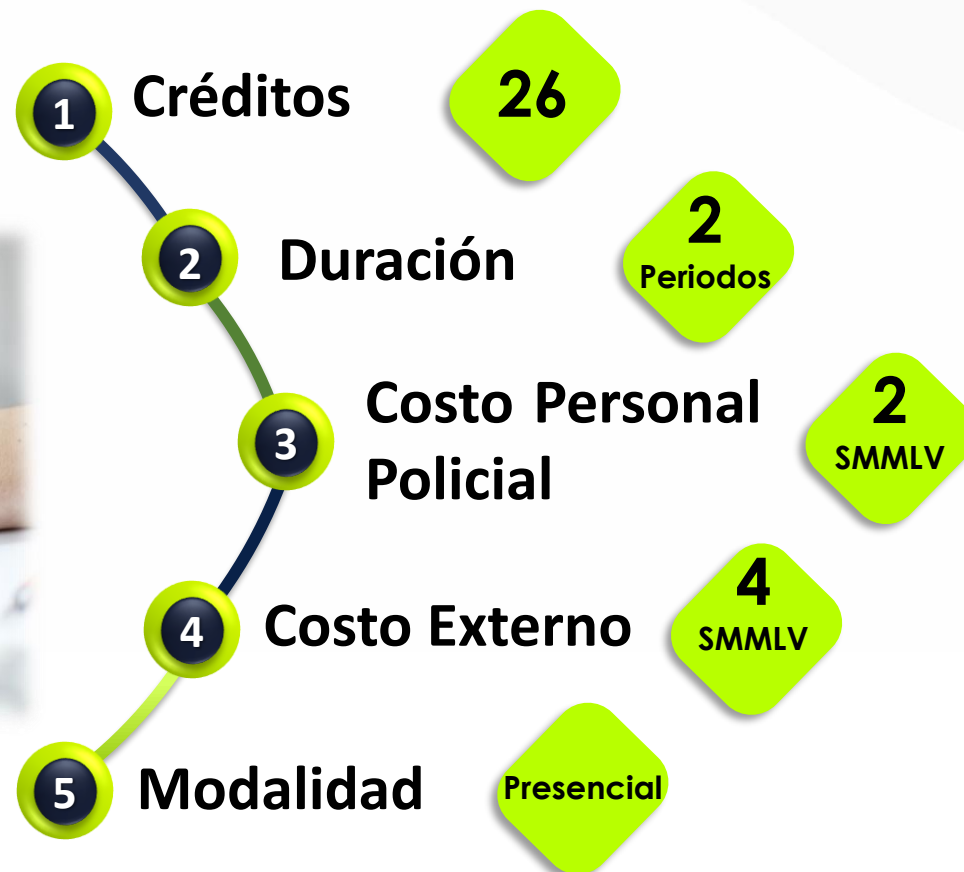 1
Créditos
26
2
Duración
2
Periodos
3
Costo Personal
Policial
2
SMMLV
4
Costo Externo
4
SMMLV
5
Modalidad
Presencial